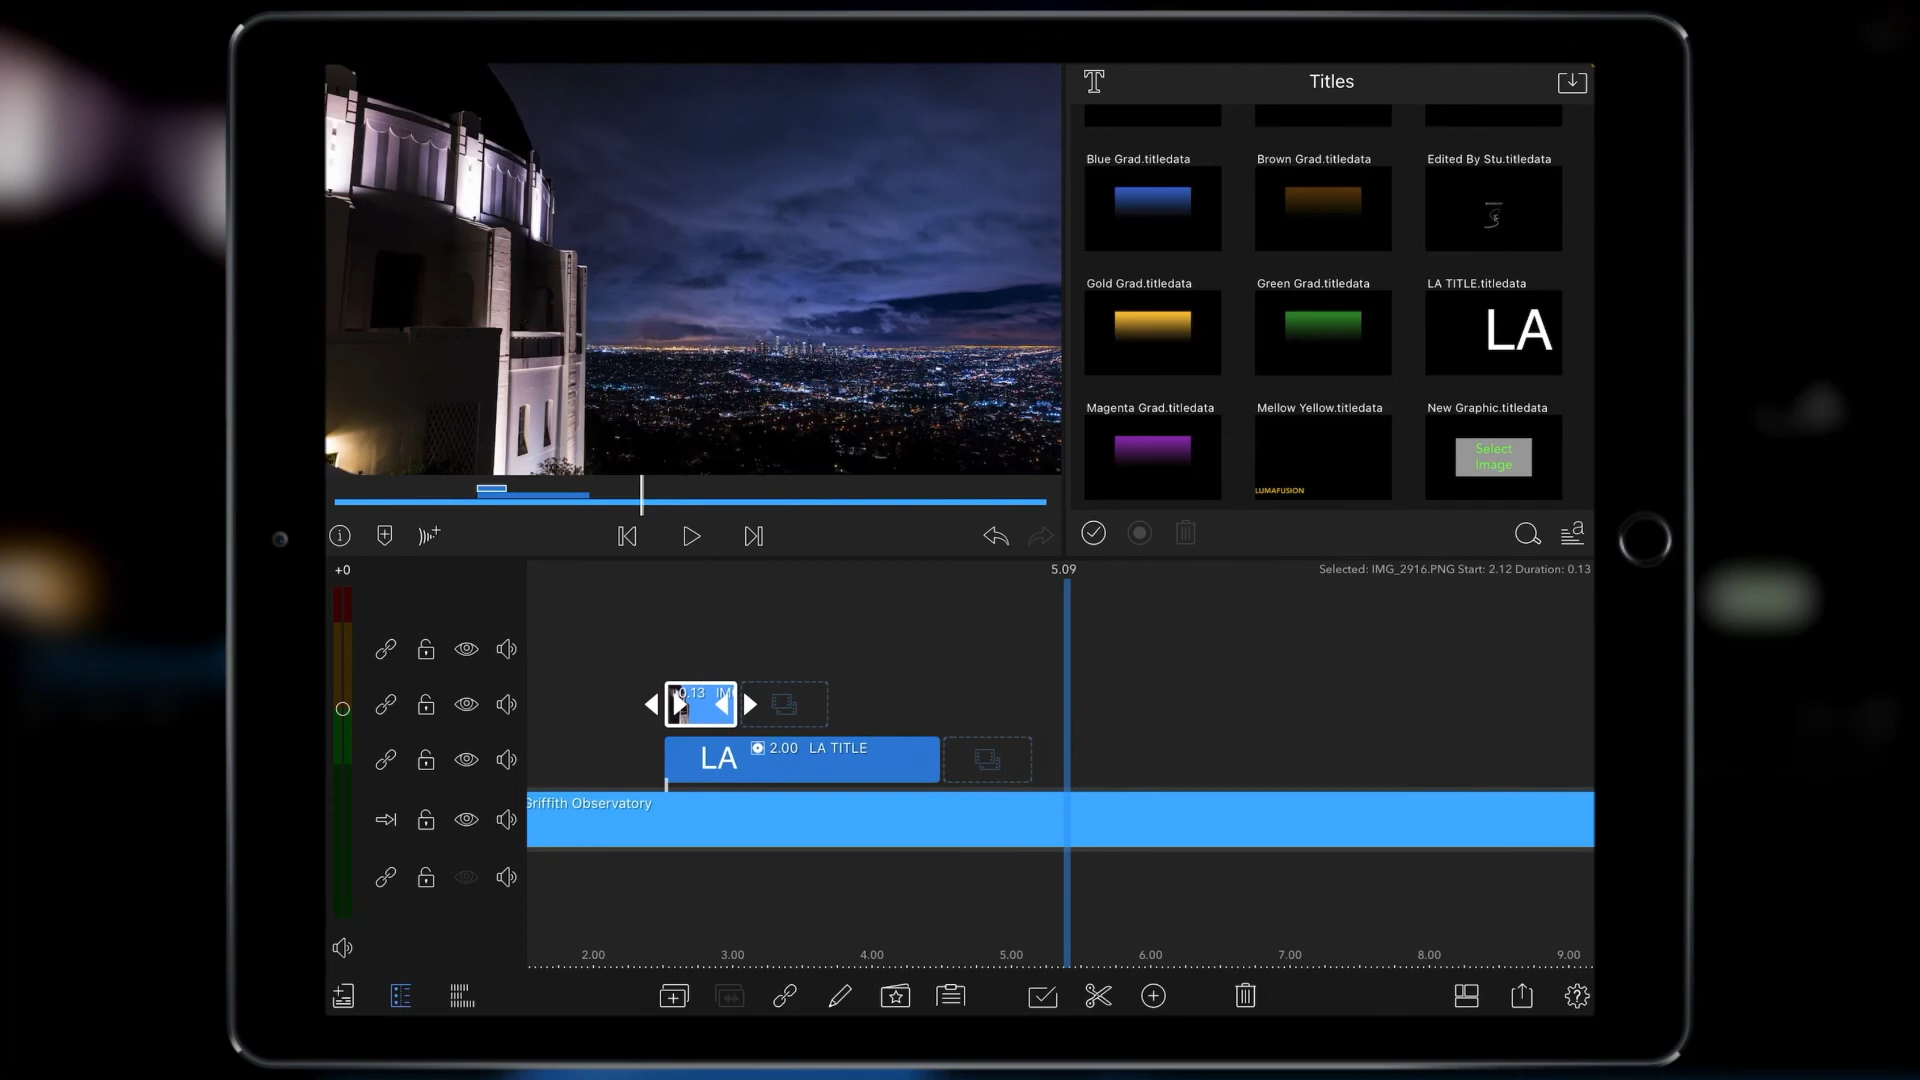 Titles
Blue Grad.titledata
Brown Grad.titledata
Edited By Stu.titledata
Gold Grad.titledata
Green Grad.titledata
LA TITLE.titledata
LA
Magenta Grad.titledata
Mellow Yellow.titledata
New Graphic.titledata
Select
Image
LUMAFUSION
+0
5.09
Selected: IMG_2916.PNG Start: 2.12 Duration: 0.13
0.13 IM
LA 2.00 LA TITLE
Griffith Observatory
2.00 3.00 4.00 5.00 6.00 7.00 8.00 9.00